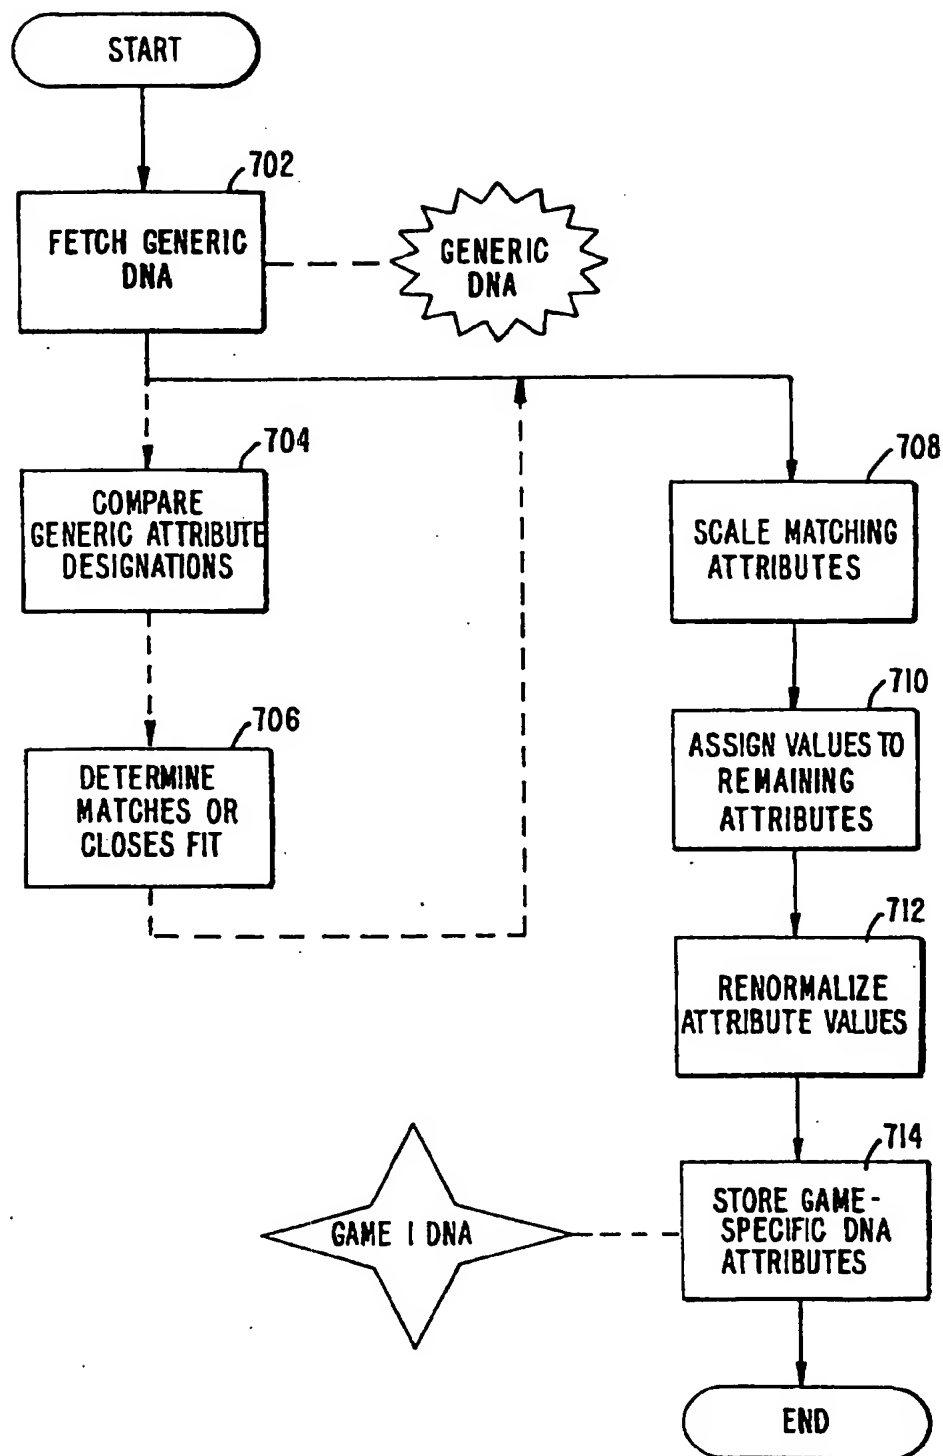 START
702
FETCH GENERIC
DNA
GENERIC
DNA
704
COMPARE
GENERIC ATTRIBUTE
DESIGNATIONS
706
DETERMINE
MATCHES OR
CLOSES FIT
708
SCALE MATCHING
ATTRIBUTES
710
ASSIGN VALUES TO
REMAINING
ATTRIBUTES
712
RENORMALIZE
ATTRIBUTE VALUES
714
STORE GAME-
SPECIFIC DNA
ATTRIBUTES
GAME I DNA
END